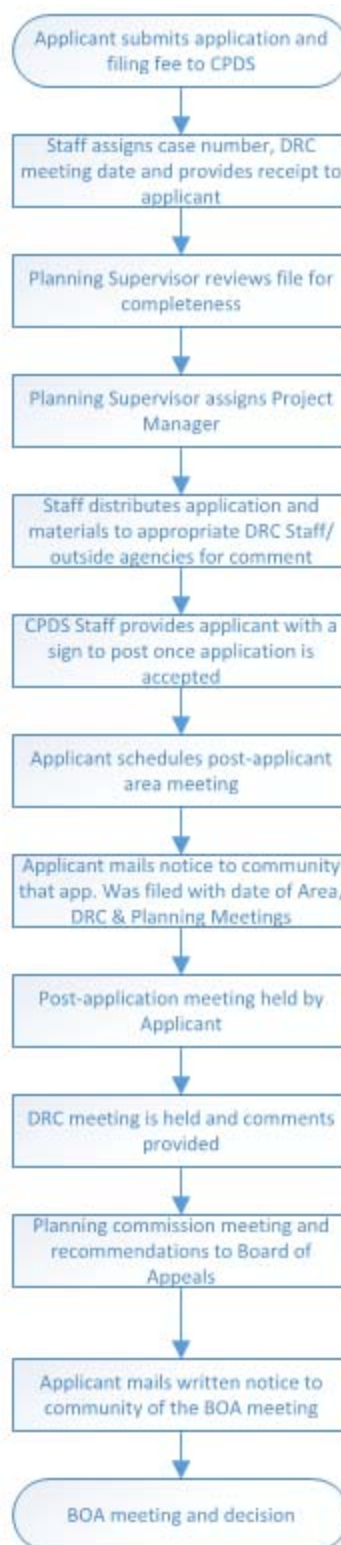 Applicant submits application and
filing fee to CPDS
Staff assigns case number, DRC
meeting date and provides receipt to
applicant
Planning Supervisor reviews file for
completeness
Planning Supervisor assigns Project
Manager
Staff distributes application and
materials to appropriate DRC Staff/
outside agencies for comment
CPDS Staff provides applicant with a
sign to post once application is
accepted
Applicant schedules post-applicant
area meeting
Applicant mails notice to community
that app. Was filed with date of Area,
DRC & Planning Meetings
Post-application meeting held by
Applicant
DRC meeting is held and comments
provided
Planning commission meeting and
recommendations to Board of
Appeals
Applicant mails written notice to
community of the BOA meeting
BOA meeting and decision